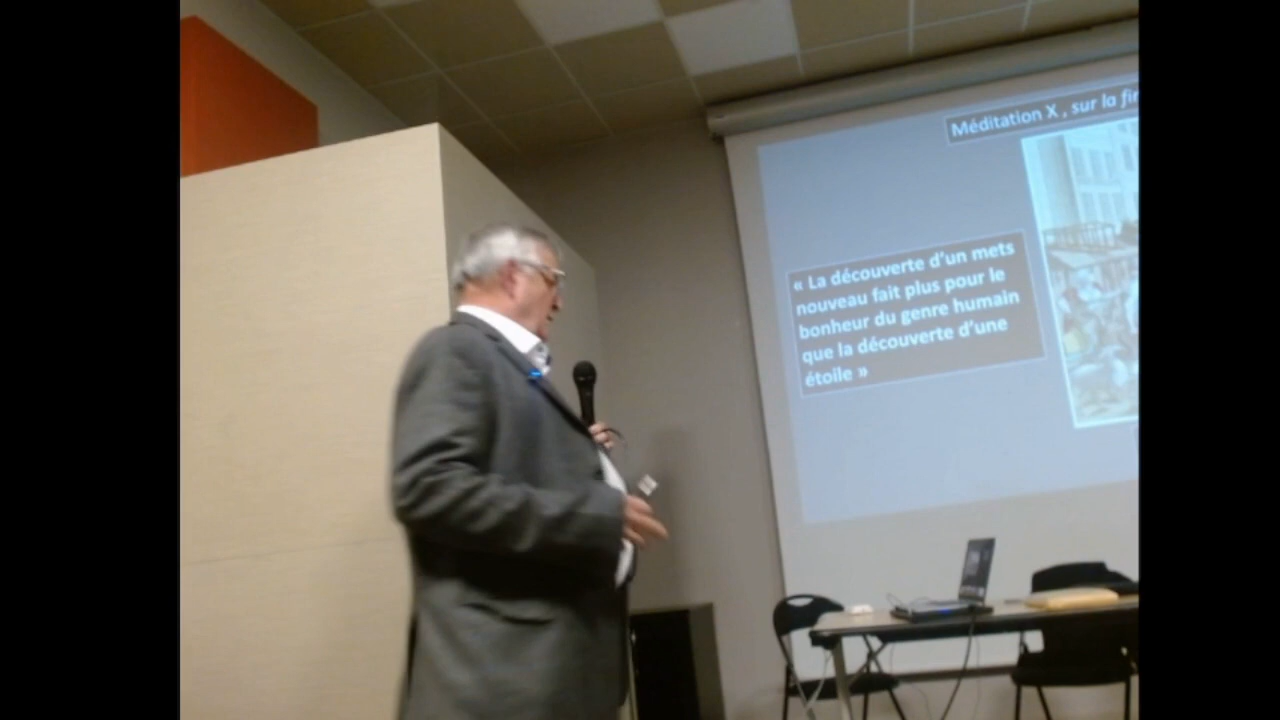 Méditation X , sur la fin
« La découverte d'un mets
nouveau fait plus pour le
bonheur du genre humain
que la découverte d'une
étoile »